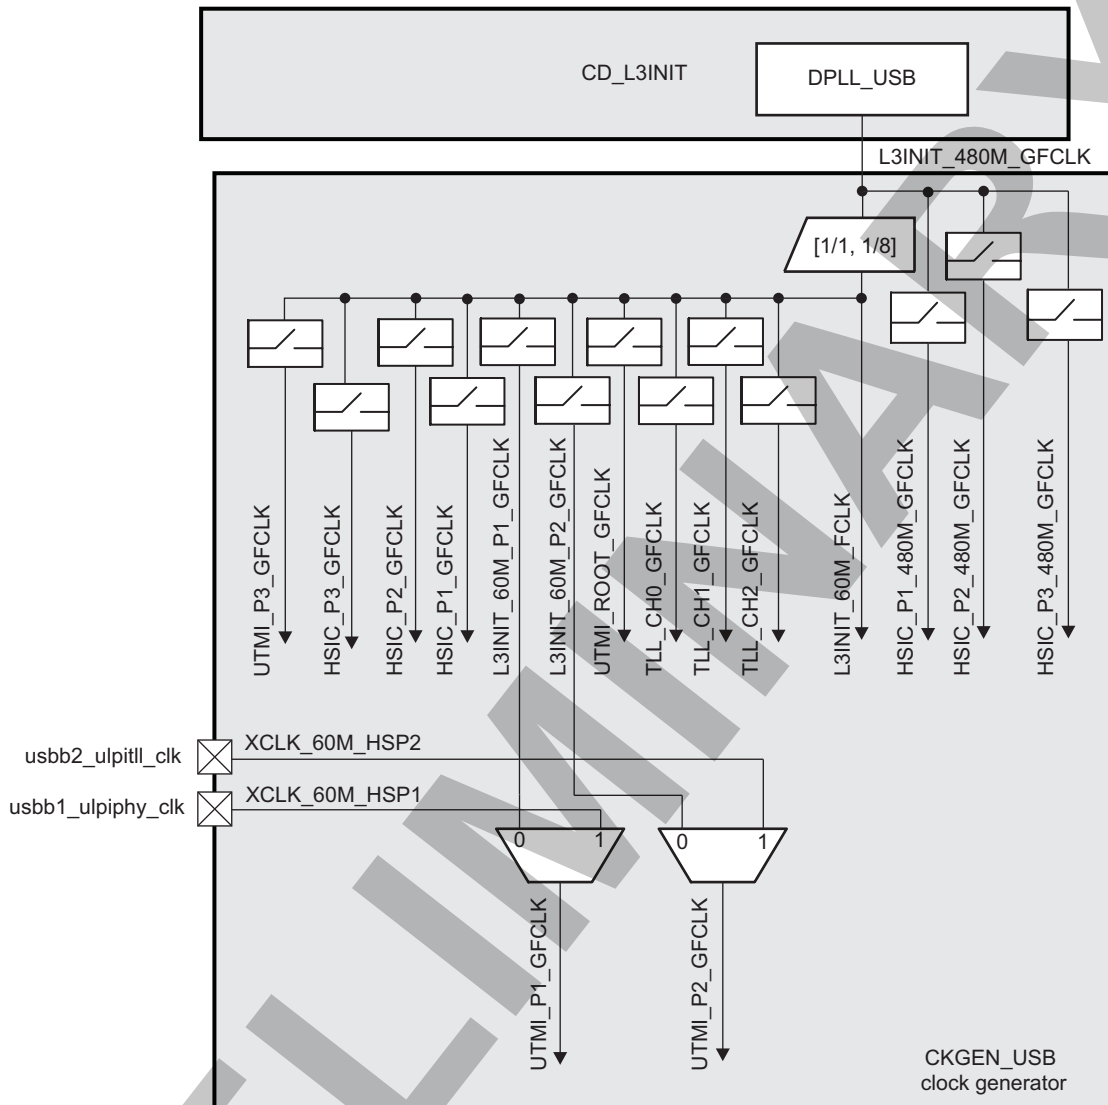 CD_L3INIT
DPLL_USB
L3INIT_480M_GFCLK
[1/1, 1/8]
UTMI_P3_GFCLK
HSIC_P3_GFCLK
HSIC_P2_GFCLK
HSIC_P1_GFCLK
L3INIT_60M_P1_GFCLK
L3INIT_60M_P2_GFCLK
UTMI_ROOT_GFCLK
TLL_CH0_GFCLK
TLL_CH1_GFCLK
TLL_CH2_GFCLK
L3INIT_60M_FCLK
HSIC_P1_480M_GFCLK
HSIC_P2_480M_GFCLK
HSIC_P3_480M_GFCLK
usbb2_ulpitll_clk
XCLK_60M_HSP2
usbb1_ulpiphy_clk
XCLK_60M_HSP1
0
1
0
1
UTMI_P1_GFCLK
UTMI_P2_GFCLK
CKGEN_USB
clock generator
LIMINARY